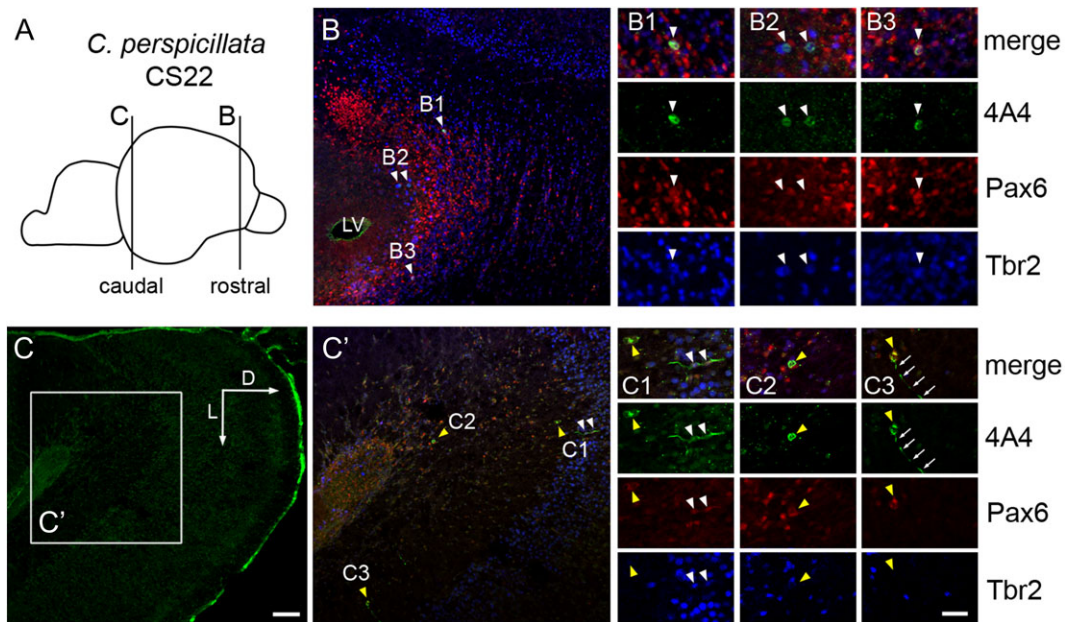 A
C. perspicillata
CS22
C
B
caudal
rostral
B
B1
B2
LV
B3
B1
B2
B3
merge
4A4
Pax6
Tbr2
C
D
L
C'
C'
C2
C1
C3
C1
C2
C3
merge
4A4
Pax6
Tbr2